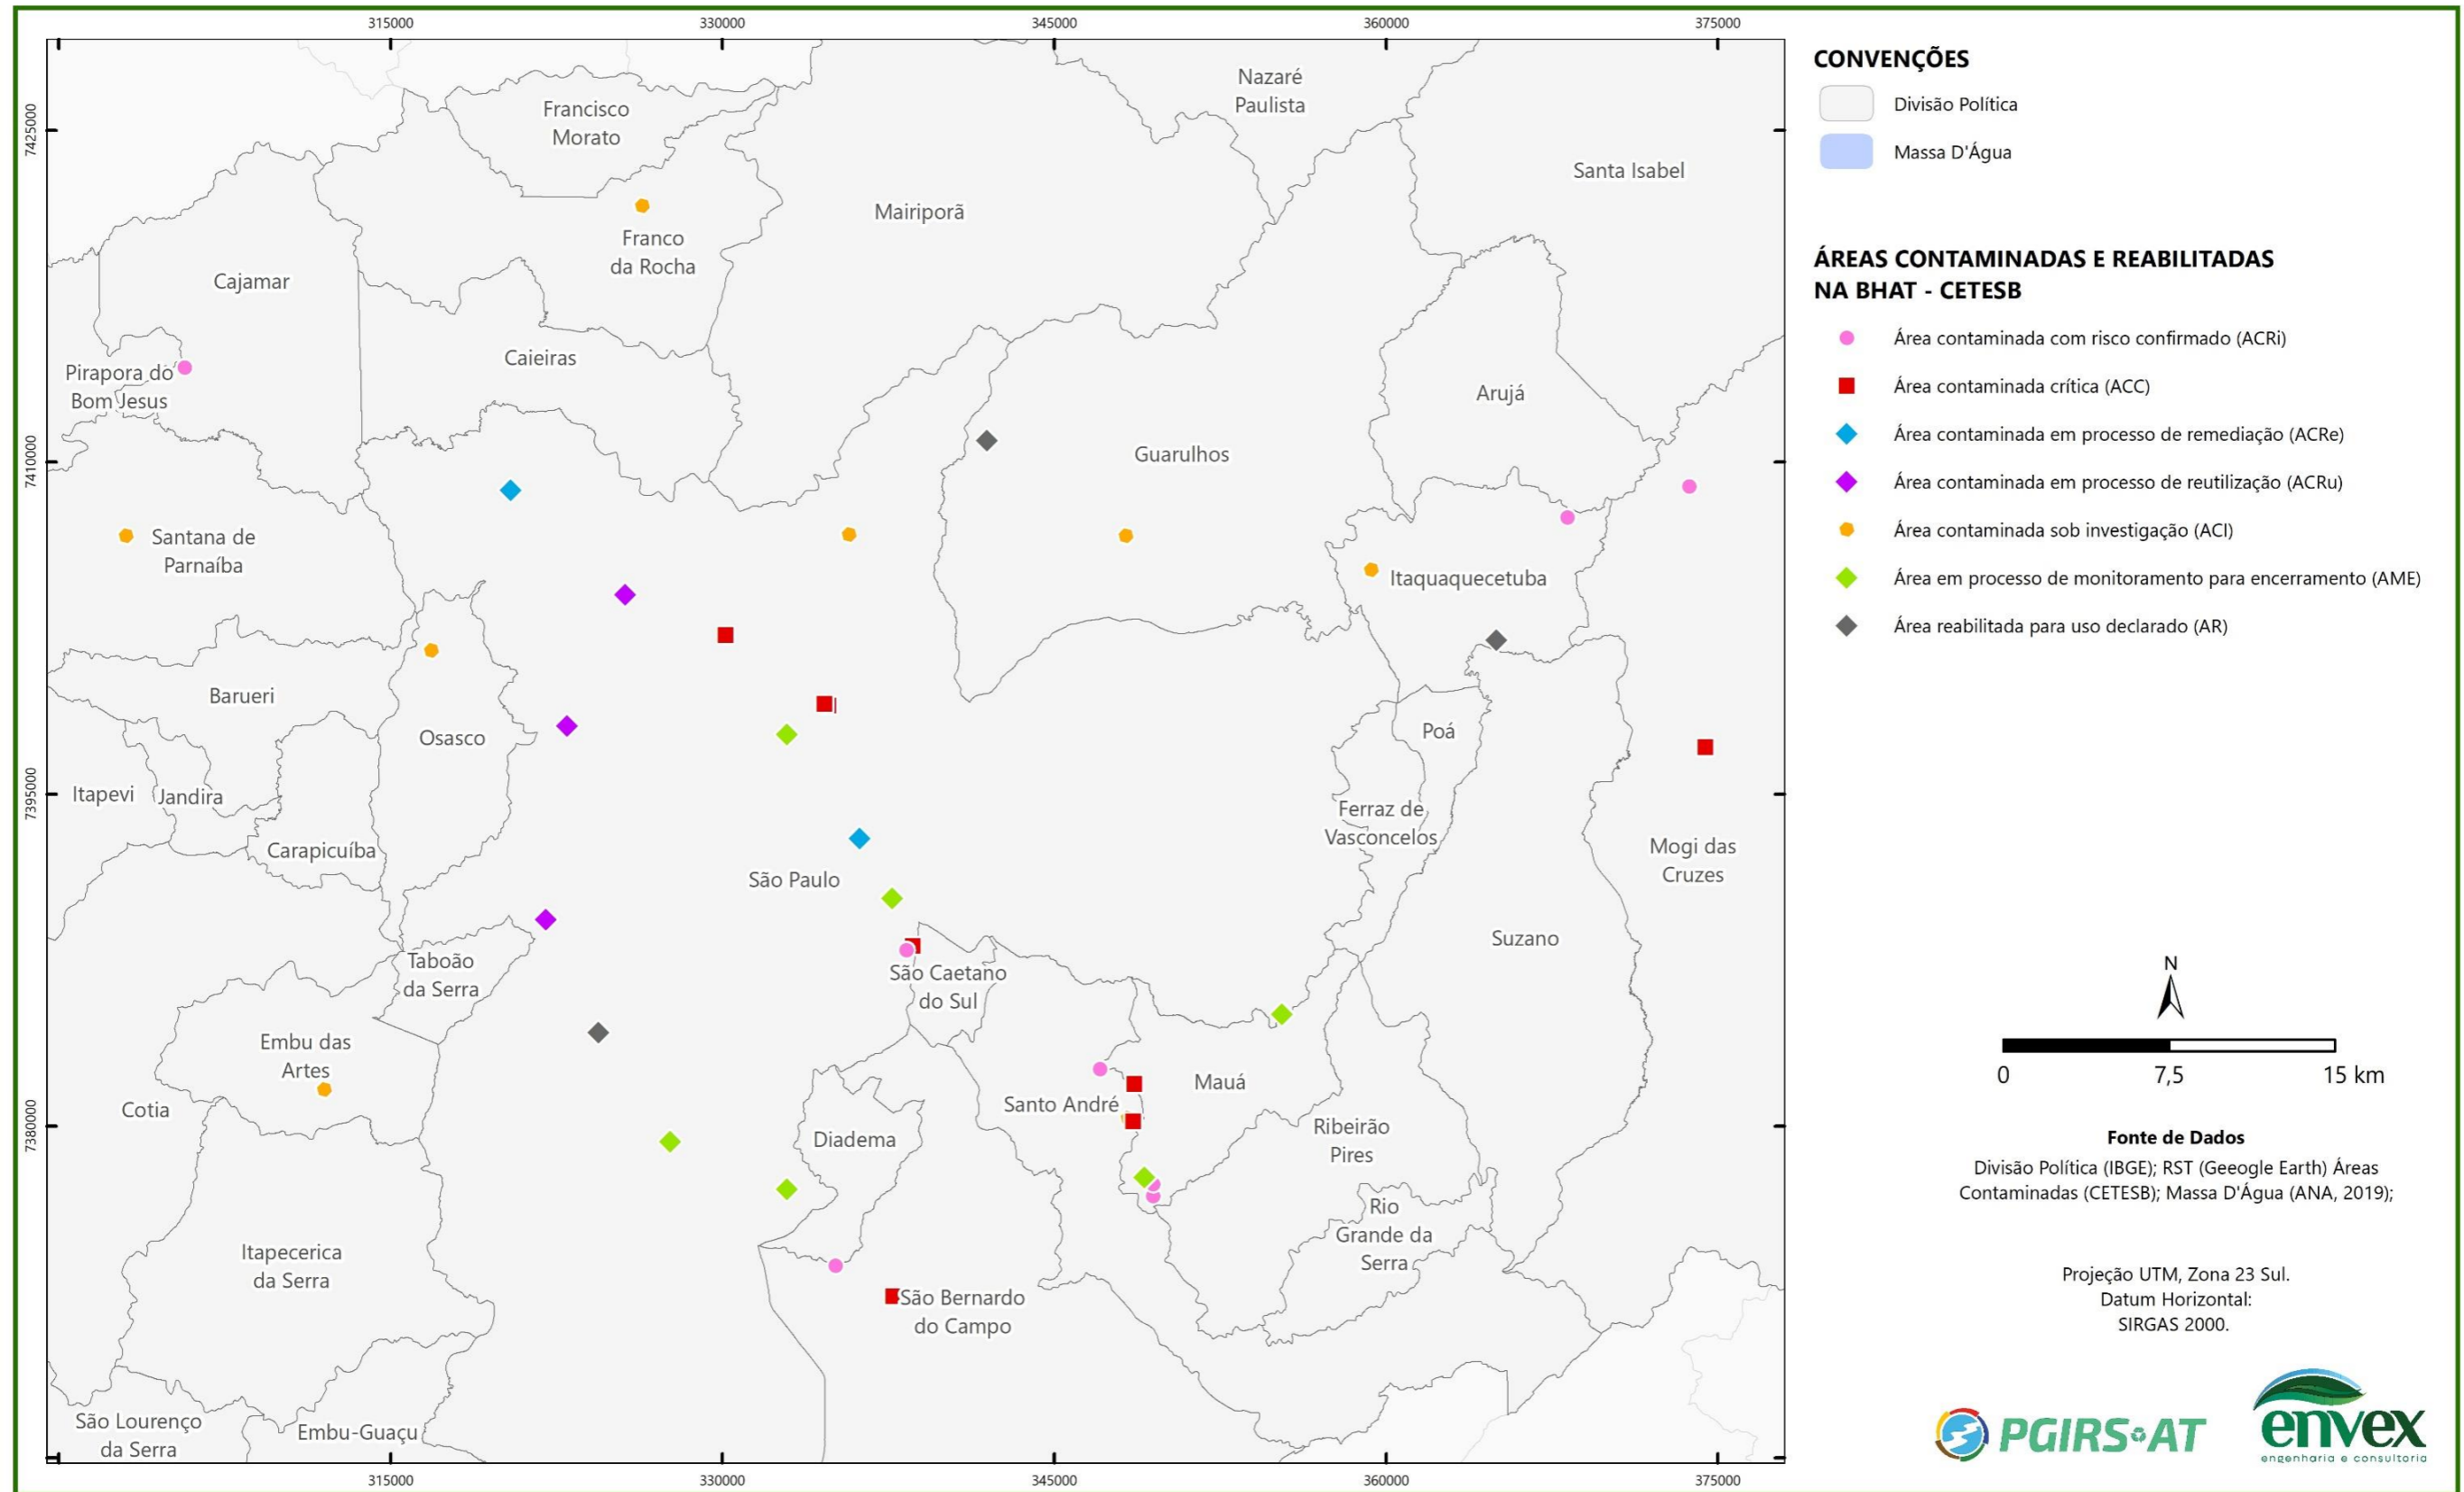 315000
330000
345000
360000
375000
7425000
7410000
7395000
7380000
Nazaré
Paulista
Francisco
Morato
Santa Isabel
Mairiporã
Franco
da Rocha
Cajamar
Caieiras
Pirapora do
Bom Jesus
Arujá
Guarulhos
Santana de
Parnaíba
Itaquaquecetuba
Barueri
Osasco
Poá
Itapevi
Jandira
Ferraz de
Vasconcelos
Carapicuíba
Mogi das
Cruzes
São Paulo
Suzano
Taboão
da Serra
São Caetano
do Sul
Embu das
Artes
Mauá
Cotia
Santo André
Diadema
Ribeirão
Pires
Rio
Grande da
Serra
Itapecerica
da Serra
São Bernardo
do Campo
São Lourenço
da Serra
Embu-Guaçu
315000
330000
345000
360000
375000
CONVENÇÕES
Divisão Política
Massa D'Água
ÁREAS CONTAMINADAS E REABILITADAS
NA BHAT - CETESB
Área contaminada com risco confirmado (ACRi)
Área contaminada crítica (ACC)
Área contaminada em processo de remediação (ACRe)
Área contaminada em processo de reutilização (ACRu)
Área contaminada sob investigação (ACI)
Área em processo de monitoramento para encerramento (AME)
Área reabilitada para uso declarado (AR)
N
0 7,5 15 km
Fonte de Dados
Divisão Política (IBGE); RST (Geeogle Earth) Áreas
Contaminadas (CETESB); Massa D'Água (ANA, 2019);
Projeção UTM, Zona 23 Sul.
Datum Horizontal:
SIRGAS 2000.
PGIRS AT
envex
engenharia e consultoria